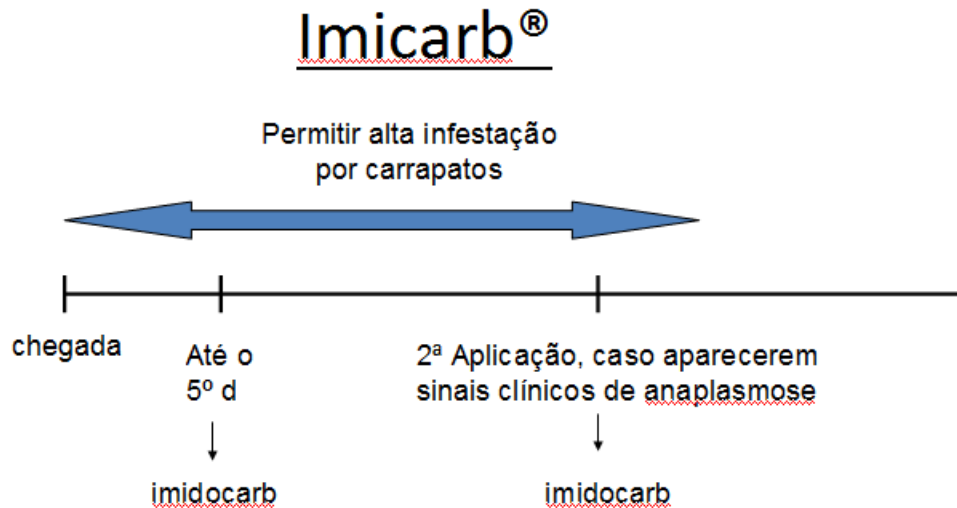 Imicarb®
Permitir alta infestação
por carrapatos
chegada
Até o
5º d
2ª Aplicação, caso aparecerem
sinais clínicos de anaplasmose
imidocarb
imidocarb